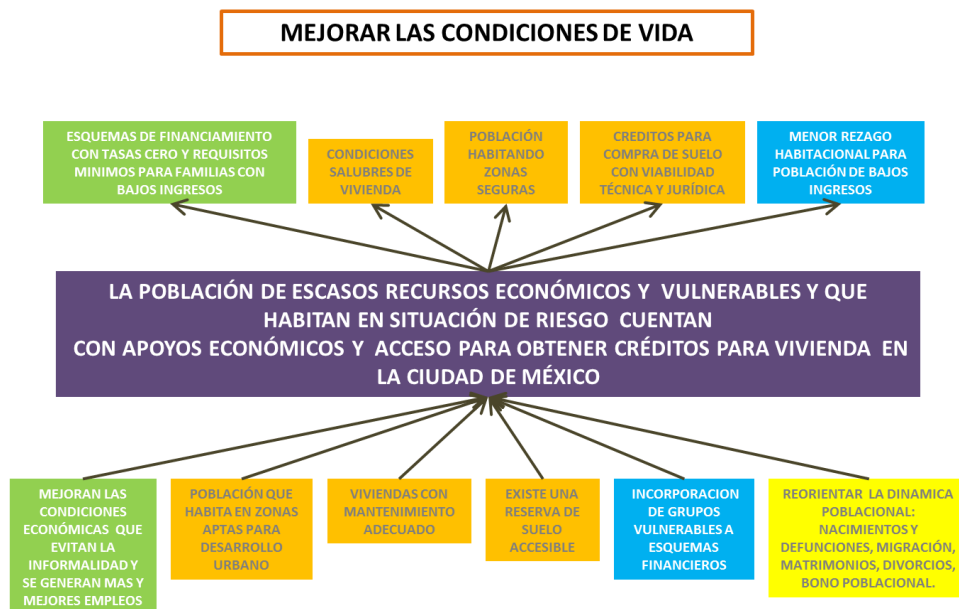 MEJORAR LAS CONDICIONES DE VIDA
ESQUEMAS DE FINANCIAMIENTO
CON TASAS CERO Y REQUISITOS
MINIMOS PARA FAMILIAS CON
BAJOS INGRESOS
CONDICIONES
SALUBRES DE
VIVIENDA
POBLACIÓN
HABITANDO
ZONAS
SEGURAS
CREDITOS PARA
COMPRA DE SUELO
CON VIABILIDAD
TÉCNICA Y JURÍDICA
MENOR REZAGO
HABITACIONAL PARA
POBLACIÓN DE BAJOS
INGRESOS
LA POBLACIÓN DE ESCASOS RECURSOS ECONÓMICOS Y VULNERABLES Y QUE
HABITAN EN SITUACIÓN DE RIESGO CUENTAN
CON APOYOS ECONÓMICOS Y ACCESO PARA OBTENER CRÉDITOS PARA VIVIENDA EN
LA CIUDAD DE MÉXICO
MEJORAN LAS
CONDICIONES
ECONÓMICAS QUE
EVITAN LA
INFORMALIDAD Y
SE GENERAN MAS Y
MEJORES EMPLEOS
POBLACIÓN QUE
HABITA EN ZONAS
APTAS PARA
DESARROLLO
URBANO
VIVIENDAS CON
MANTENIMIENTO
ADECUADO
EXISTE UNA
RESERVA DE
SUELO
ACCESIBLE
INCORPORACION
DE GRUPOS
VULNERABLES A
ESQUEMAS
FINANCIEROS
REORIENTAR LA DINAMICA
POBLACIONAL:
NACIMIENTOS Y
DEFUNCIONES, MIGRACIÓN,
MATRIMONIOS, DIVORCIOS,
BONO POBLACIONAL.